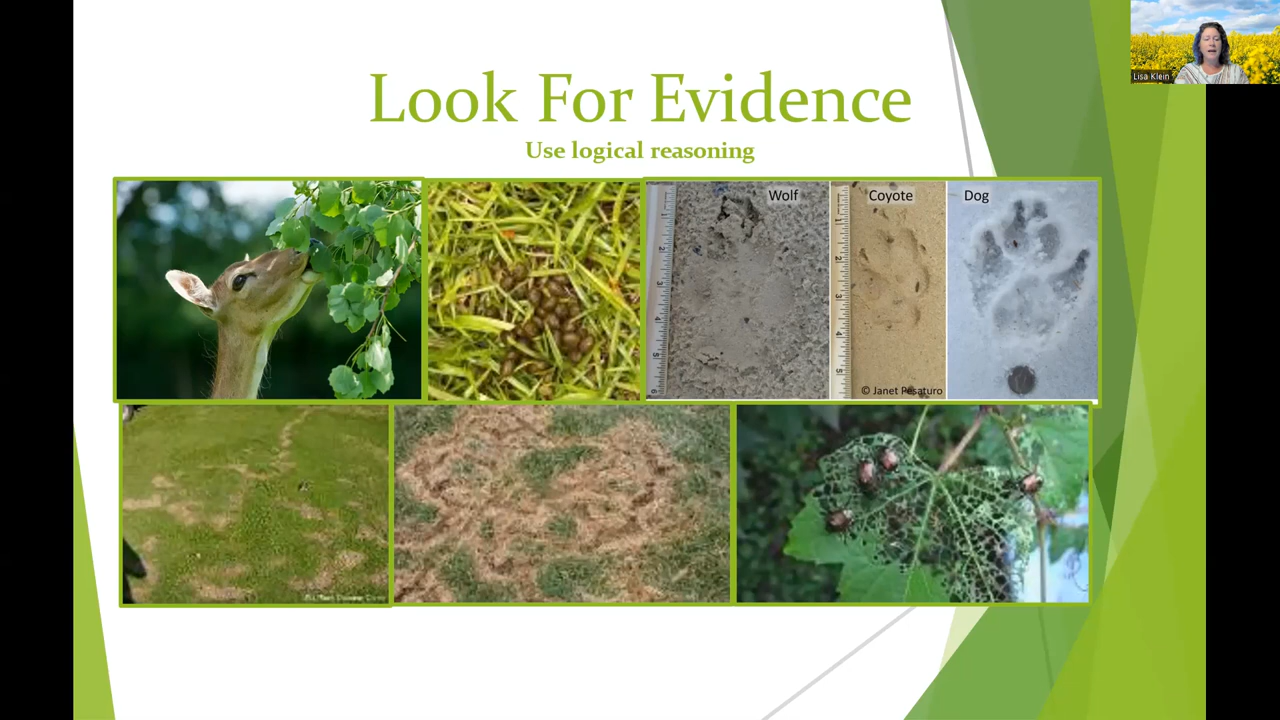 Look For Evidence
Use logical reasoning
Wolf
Coyote
Dog
© Janet Pesaturo
Lisa Klein